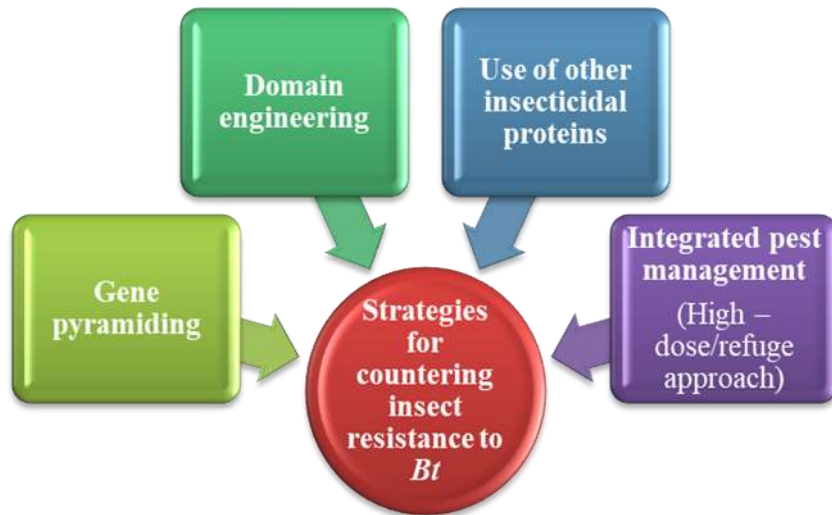 Domain
engineering
Use of other
insecticidal
proteins
Gene
pyramiding
Integrated pest
management
(High –
dose/refuge
approach)
Strategies
for
countering
insect
resistance to
Bt